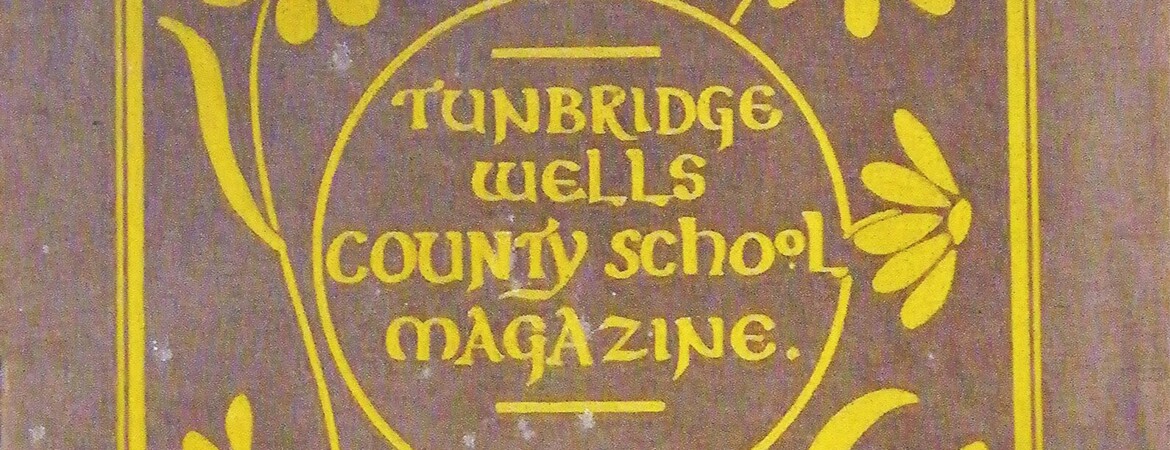 TUNBRIDGE
WELLS
COUNTY SCHOOL
MAGAZINE.